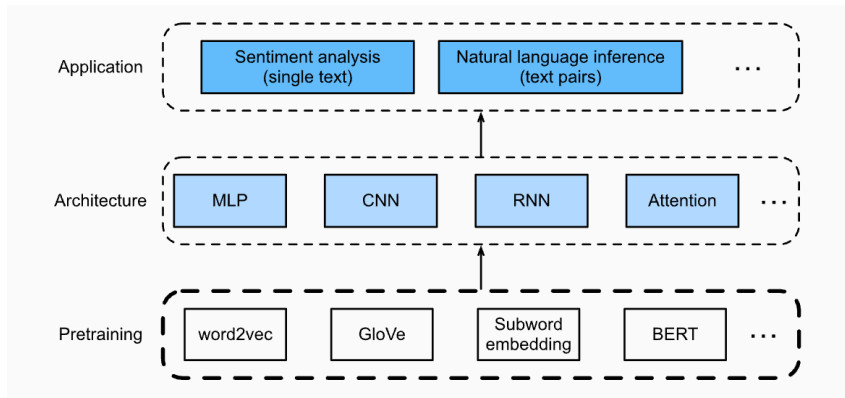 Application
Sentiment analysis
(single text)
Natural language inference
(text pairs)
...
Architecture
MLP
CNN
RNN
Attention
...
Pretraining
word2vec
GloVe
Subword
embedding
BERT
...